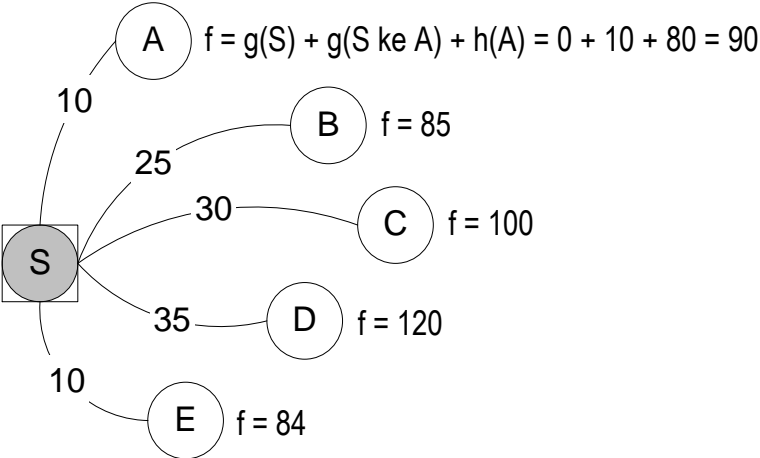 A f = g(S) + g(S ke A) + h(A) = 0 + 10 + 80 = 90
10
B f = 85
25
30
C f = 100
S
35
D f = 120
10
E f = 84